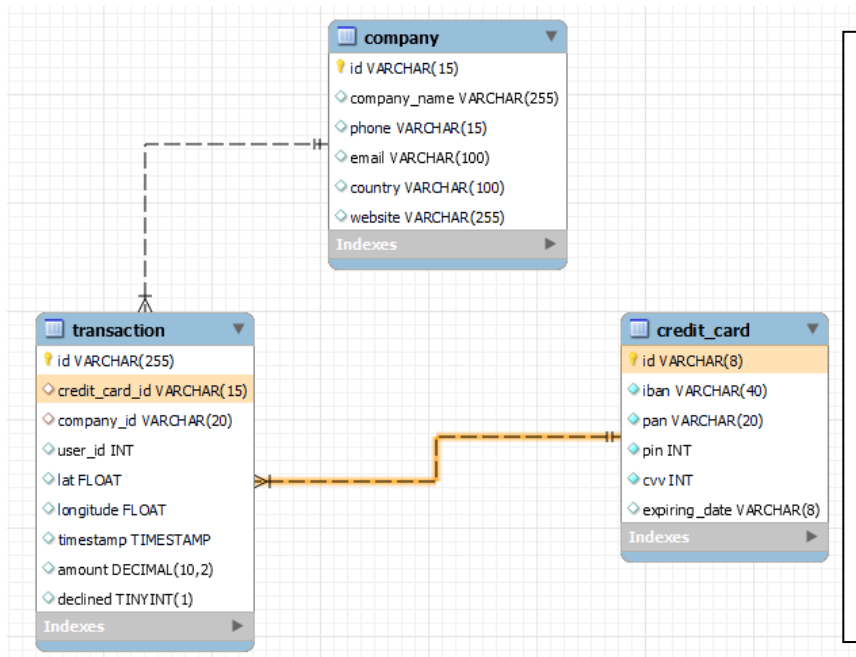 company
id VARCHAR(15)
company_name VARCHAR(255)
phone VARCHAR(15)
email VARCHAR(100)
country VARCHAR(100)
website VARCHAR(255)
Indexes
transaction
id VARCHAR(255)
credit_card_id VARCHAR(15)
company_id VARCHAR(20)
user_id INT
lat FLOAT
longitude FLOAT
timestamp TIMESTAMP
amount DECIMAL(10,2)
declined TINYINT(1)
Indexes
credit_card
id VARCHAR(8)
iban VARCHAR(40)
pan VARCHAR(20)
pin INT
cvv INT
expiring_date VARCHAR(8)
Indexes